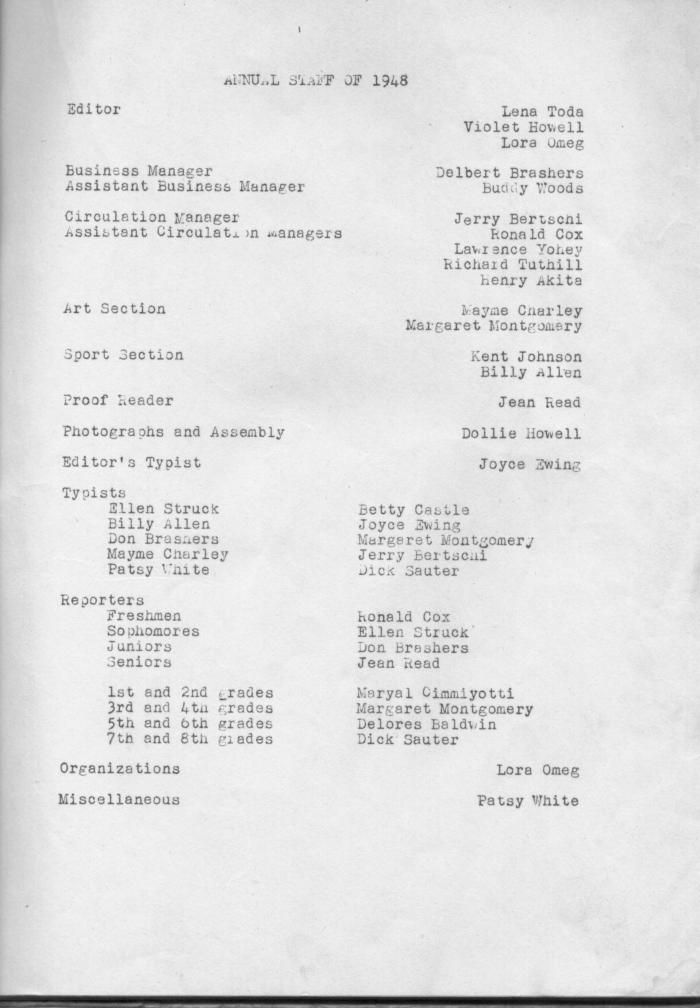 ANNUAL STAFF OF 1948
Editor Lena Toda
Violet Howell
Lora Omeg
Business Manager Delbert Brashers
Assistant Business Manager Buddy Woods
Circulation Manager Jerry Bertschi
Assistant Circulation Managers Ronald Cox
Lawrence Yohey
Richard Tuthill
Henry Akita
Art Section Mayme Charley
Margaret Montgomery
Sport Section Kent Johnson
Billy Allen
Proof Reader Jean Read
Photographs and Assembly Dollie Howell
Editor's Typist Joyce Ewing
Typists
Ellen Struck Betty Castle
Billy Allen Joyce Ewing
Don Brashers Margaret Montgomery
Mayme Charley Jerry Bertschi
Patsy White Dick Sauter
Reporters
Freshmen Ronald Cox
Sophomores Ellen Struck
Juniors Don Brashers
Seniors Jean Read
1st and 2nd grades Maryal Cimmiyotti
3rd and 4th grades Margaret Montgomery
5th and 6th grades Delores Baldwin
7th and 8th grades Dick Sauter
Organizations Lora Omeg
Miscellaneous Patsy White